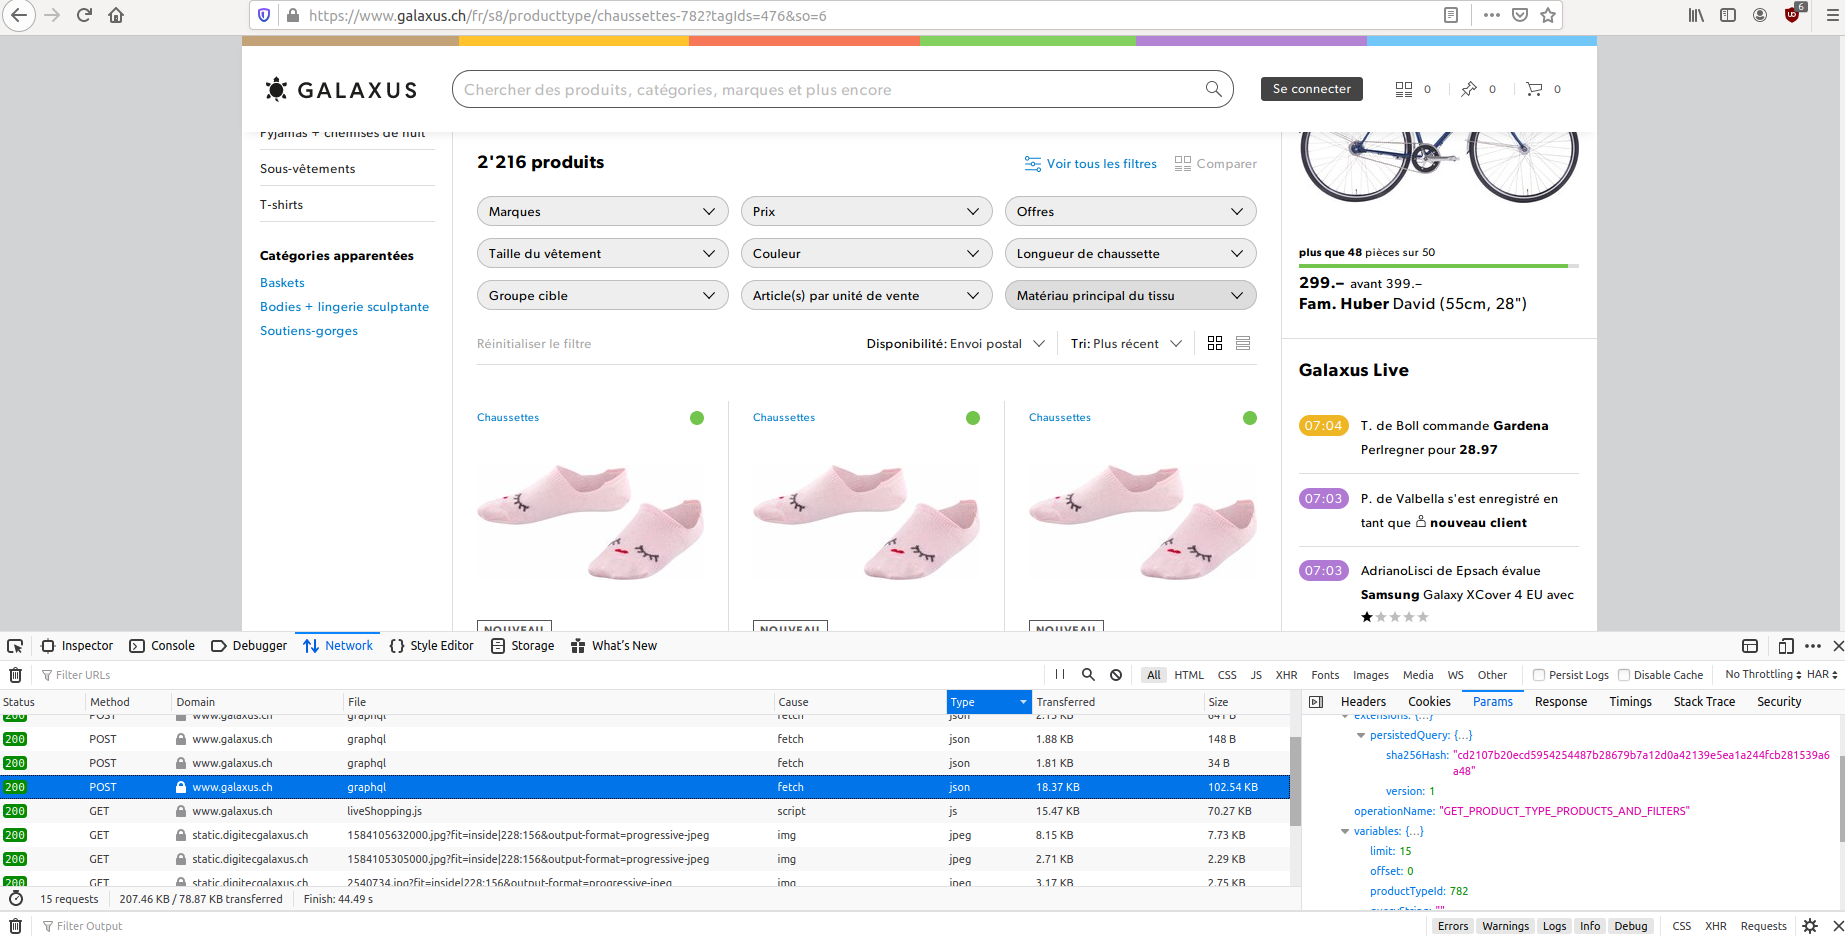 https://www.galaxus.ch/fr/s8/producttype/chaussettes-782?tagIds=476&so=6
6
GALAXUS
Chercher des produits, catégories, marques et plus encore
Se connecter
0
0
0
Pyjamas + chemises de nuit
Sous-vêtements
T-shirts
Catégories apparentées
Baskets
Bodies + lingerie sculptante
Soutiens-gorges
2'216 produits
Voir tous les filtres
Comparer
Marques
Prix
Offres
Taille du vêtement
Couleur
Longueur de chaussette
Groupe cible
Article(s) par unité de vente
Matériau principal du tissu
Réinitialiser le filtre
Disponibilité: Envoi postal
Tri: Plus récent
Chaussettes
Chaussettes
Chaussettes
NOUVEAU
NOUVEAU
NOUVEAU
plus que 48 pièces sur 50
299.– avant 399.–
Fam. Huber David (55cm, 28")
Galaxus Live
07:04 T. de Boll commande Gardena
Perlregner pour 28.97
07:03 P. de Valbella s'est enregistré en
tant que nouveau client
07:03 AdrianoLisci de Epsach évalue
Samsung Galaxy XCover 4 EU avec
Inspector Console Debugger Network Style Editor Storage What's New
Filter URLs
All HTML CSS JS XHR Fonts Images Media WS Other Persist Logs Disable Cache No Throttling HAR
Status Method Domain File Cause Type Transferred Size
200 POST www.galaxus.ch graphql fetch json 2.15 KB 641 B
200 POST www.galaxus.ch graphql fetch json 1.88 KB 148 B
200 POST www.galaxus.ch graphql fetch json 1.81 KB 34 B
200 POST www.galaxus.ch graphql fetch json 18.37 KB 102.54 KB
200 GET www.galaxus.ch liveShopping.js script js 15.47 KB 70.27 KB
200 GET static.digitecgalaxus.ch 1584105632000.jpg?fit=inside|228:156&output-format=progressive-jpeg img jpeg 8.15 KB 7.73 KB
200 GET static.digitecgalaxus.ch 1584105305000.jpg?fit=inside|228:156&output-format=progressive-jpeg img jpeg 2.71 KB 2.29 KB
200 GET static.digitecgalaxus.ch 2540734.jpg?fit=inside|228:156&output-format=progressive-jpeg img jpeg 3.17 KB 2.75 KB
15 requests 207.46 KB / 78.87 KB transferred Finish: 44.49 s
Headers Cookies Params Response Timings Stack Trace Security
extensions: {…}
persistedQuery: {…}
sha256Hash: "cd2107b20ecd5954254487b28679b7a12d0a42139e5ea1a244fcb281539a6
a48"
version: 1
operationName: "GET_PRODUCT_TYPE_PRODUCTS_AND_FILTERS"
variables: {…}
limit: 15
offset: 0
productTypeId: 782
queryString: ""
Filter Output
Errors Warnings Logs Info Debug CSS XHR Requests